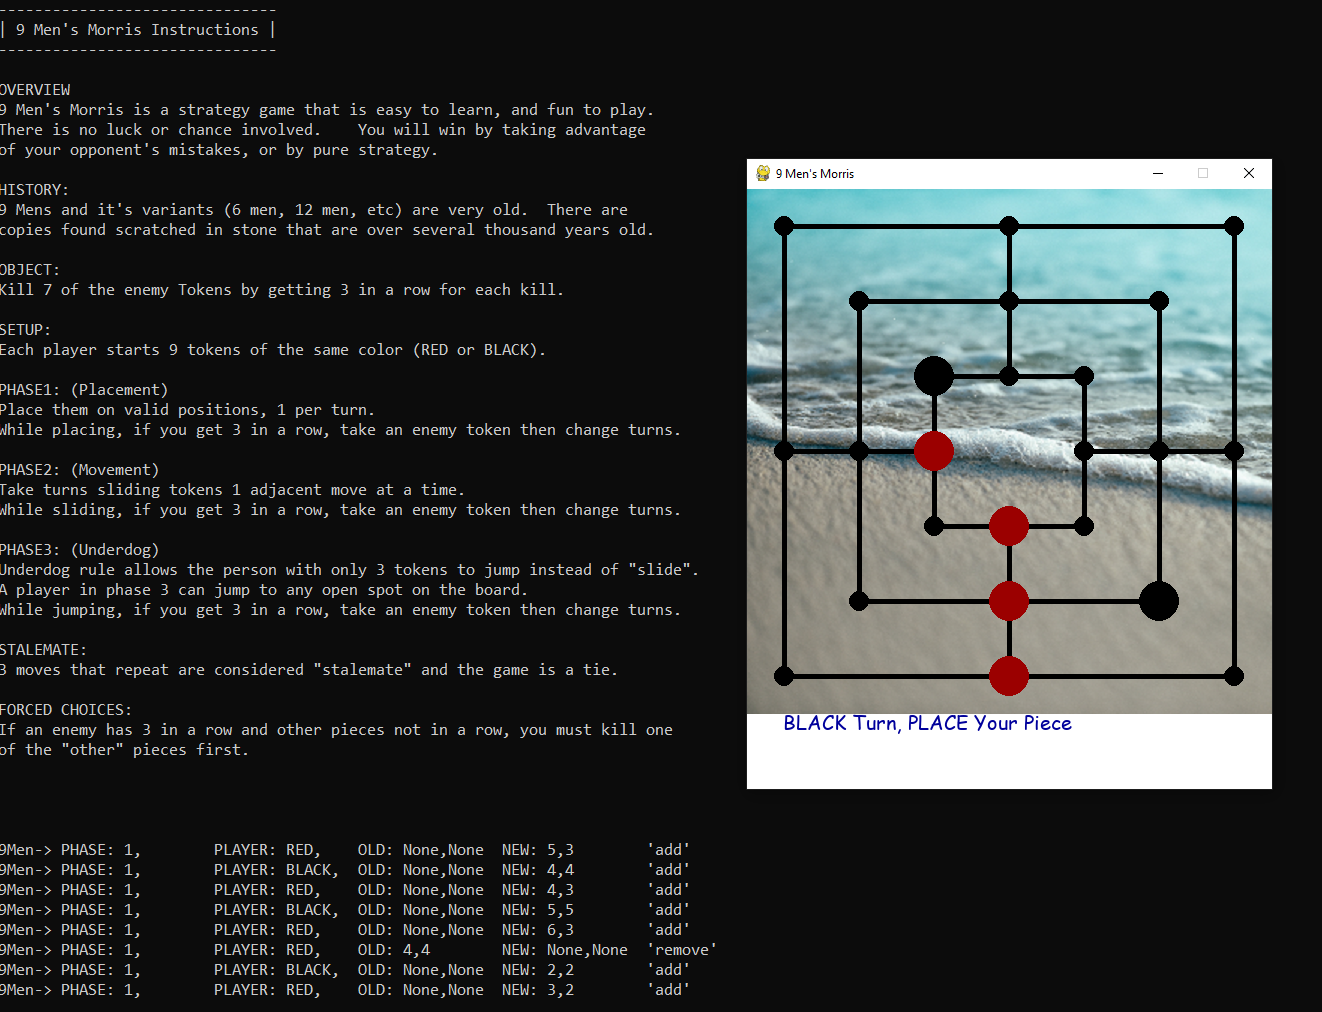 -------------------------------
| 9 Men's Morris Instructions |
-------------------------------
OVERVIEW
9 Men's Morris is a strategy game that is easy to learn, and fun to play.
There is no luck or chance involved.    You will win by taking advantage
of your opponent's mistakes, or by pure strategy.
HISTORY:
9 Mens and it's variants (6 men, 12 men, etc) are very old.  There are
copies found scratched in stone that are over several thousand years old.
OBJECT:
Kill 7 of the enemy Tokens by getting 3 in a row for each kill.
SETUP:
Each player starts 9 tokens of the same color (RED or BLACK).
PHASE1: (Placement)
Place them on valid positions, 1 per turn.
While placing, if you get 3 in a row, take an enemy token then change turns.
PHASE2: (Movement)
Take turns sliding tokens 1 adjacent move at a time.
While sliding, if you get 3 in a row, take an enemy token then change turns.
PHASE3: (Underdog)
Underdog rule allows the person with only 3 tokens to jump instead of "slide".
A player in phase 3 can jump to any open spot on the board.
While jumping, if you get 3 in a row, take an enemy token then change turns.
STALEMATE:
3 moves that repeat are considered "stalemate" and the game is a tie.
FORCED CHOICES:
If an enemy has 3 in a row and other pieces not in a row, you must kill one
of the "other" pieces first.
9Men-> PHASE: 1,        PLAYER: RED,    OLD: None,None  NEW: 5,3        'add'
9Men-> PHASE: 1,        PLAYER: BLACK,  OLD: None,None  NEW: 4,4        'add'
9Men-> PHASE: 1,        PLAYER: RED,    OLD: None,None  NEW: 4,3        'add'
9Men-> PHASE: 1,        PLAYER: BLACK,  OLD: None,None  NEW: 5,5        'add'
9Men-> PHASE: 1,        PLAYER: RED,    OLD: None,None  NEW: 6,3        'add'
9Men-> PHASE: 1,        PLAYER: RED,    OLD: 4,4        NEW: None,None  'remove'
9Men-> PHASE: 1,        PLAYER: BLACK,  OLD: None,None  NEW: 2,2        'add'
9Men-> PHASE: 1,        PLAYER: RED,    OLD: None,None  NEW: 3,2        'add'
9 Men's Morris
BLACK Turn, PLACE Your Piece